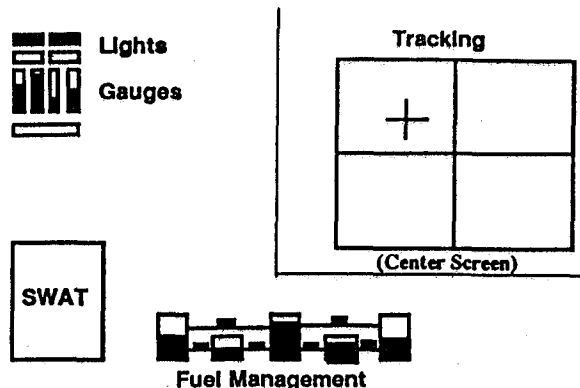 Lights
Gauges
Tracking
(Center Screen)
SWAT
Fuel Management